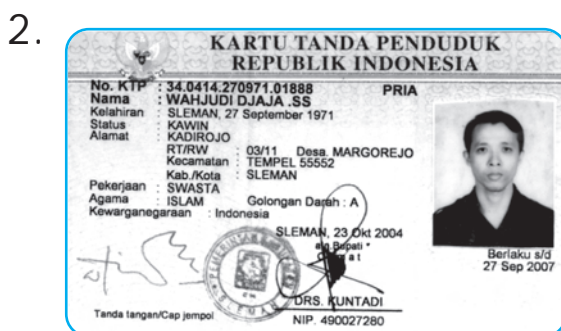 2.
KARTU TANDA PENDUDUK
REPUBLIK INDONESIA
No. KTP : 34.0414.270971.01888 PRIA
Nama : WAHJUDI DJAJA .SS
Kelahiran : SLEMAN, 27 September 1971
Status : KAWIN
Alamat : KADIROJO
RT/RW : 03/11 Desa. MARGOREJO
Kecamatan : TEMPEL 55552
Kab./Kota : SLEMAN
Pekerjaan : SWASTA
Agama : ISLAM Golongan Darah : A
Kewarganegaraan : Indonesia
SLEMAN, 23 Okt 2004
Bupati *
Berlaku s/d
27 Sep 2007
SLEMAN
DRS. KUNTADI
Tanda tangan/Cap jempol
NIP. 490027280